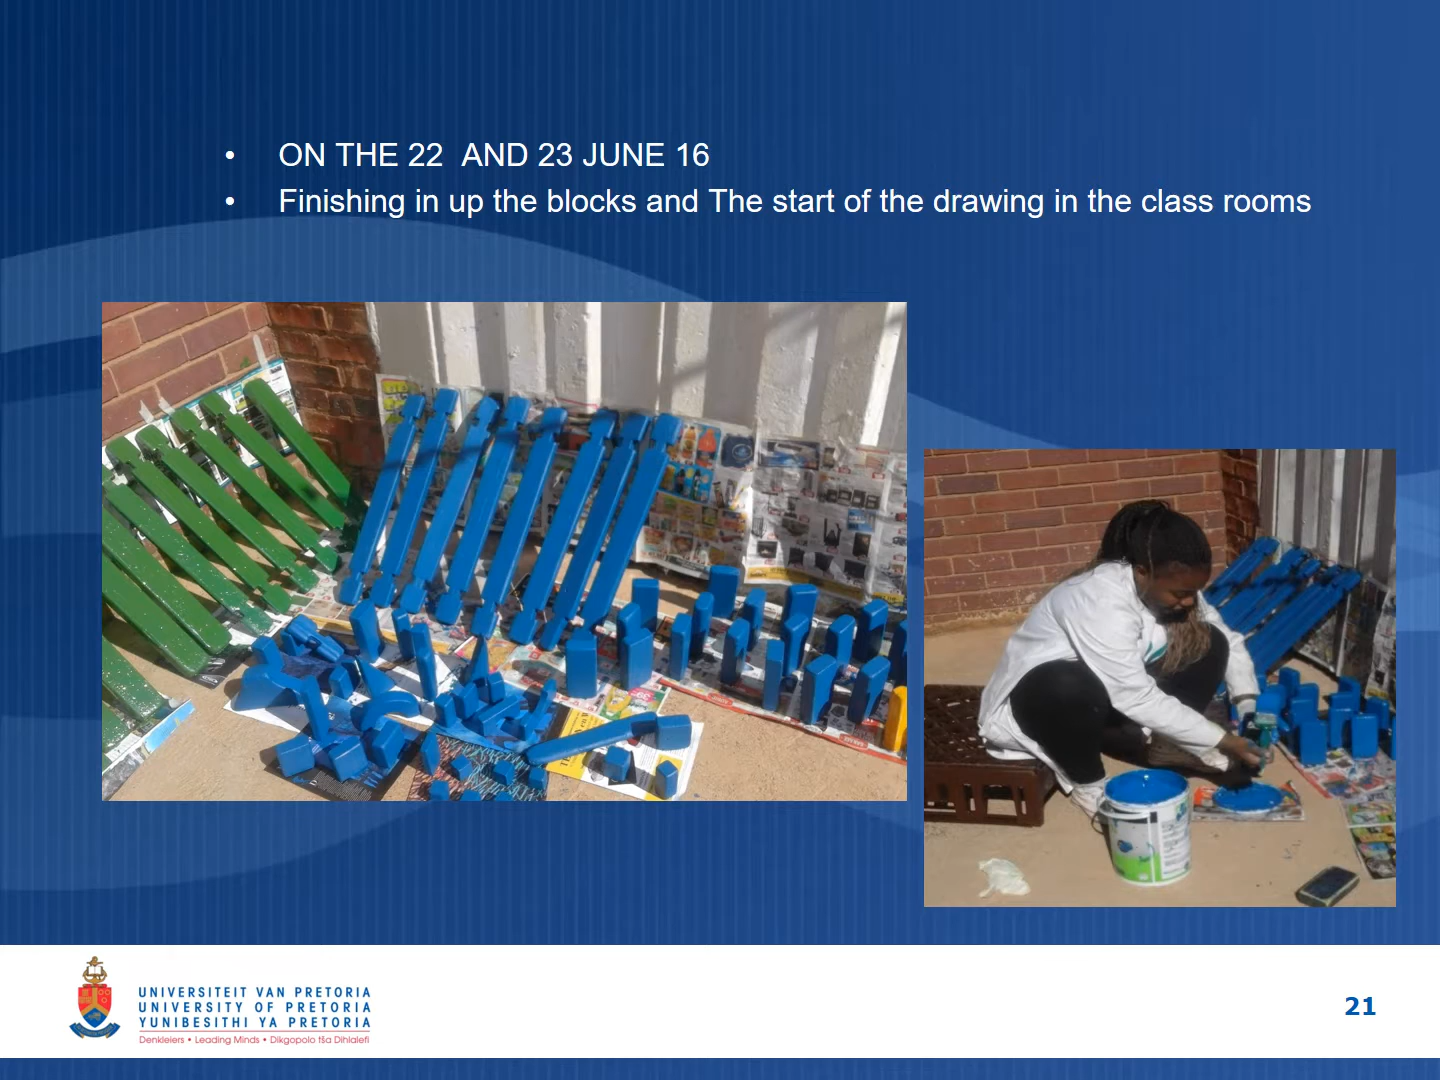 • ON THE 22 AND 23 JUNE 16
• Finishing in up the blocks and The start of the drawing in the class rooms
UNIVERSITEIT VAN PRETORIA
UNIVERSITY OF PRETORIA
YUNIBESITHI YA PRETORIA
Denkleiers • Leading Minds • Dikgopolo tša Dihlalefi
21